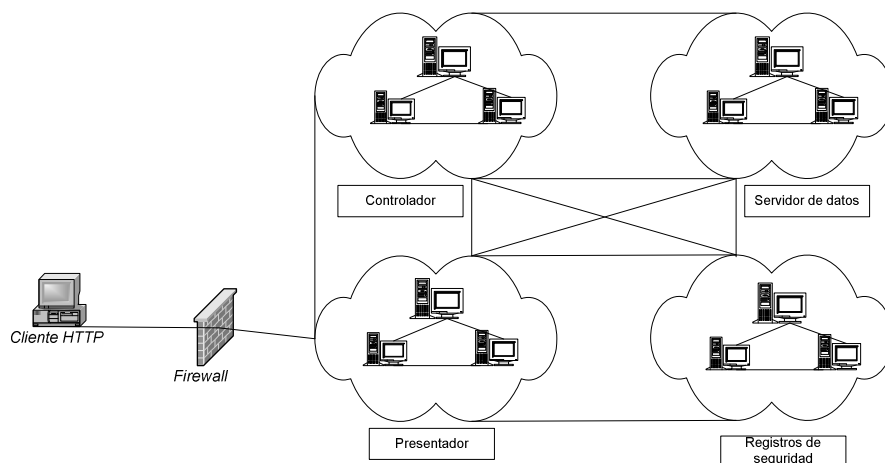 Controlador
Servidor de datos
Cliente HTTP
Firewall
Presentador
Registros de
seguridad